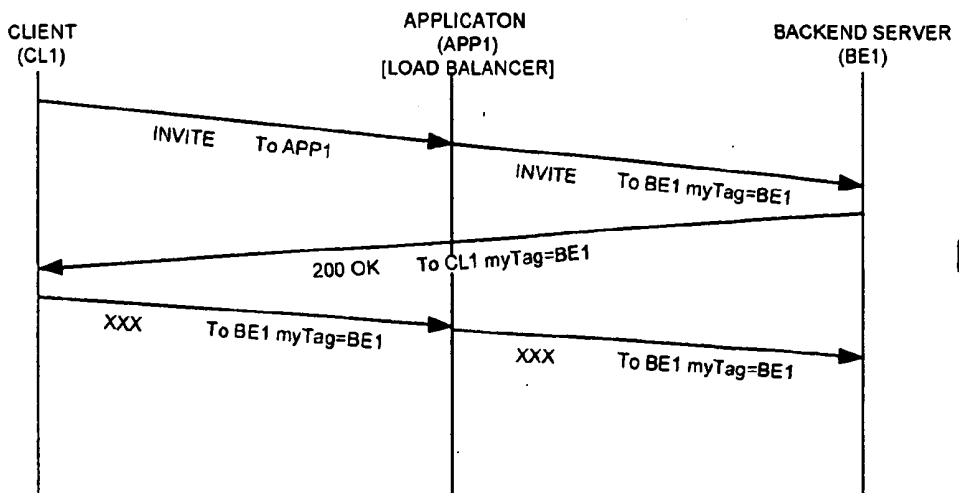 CLIENT
(CL1)
APPLICATON
(APP1)
[LOAD BALANCER]
BACKEND SERVER
(BE1)
INVITE To APP1
INVITE To BE1 myTag=BE1
200 OK To CL1 myTag=BE1
XXX To BE1 myTag=BE1
XXX To BE1 myTag=BE1